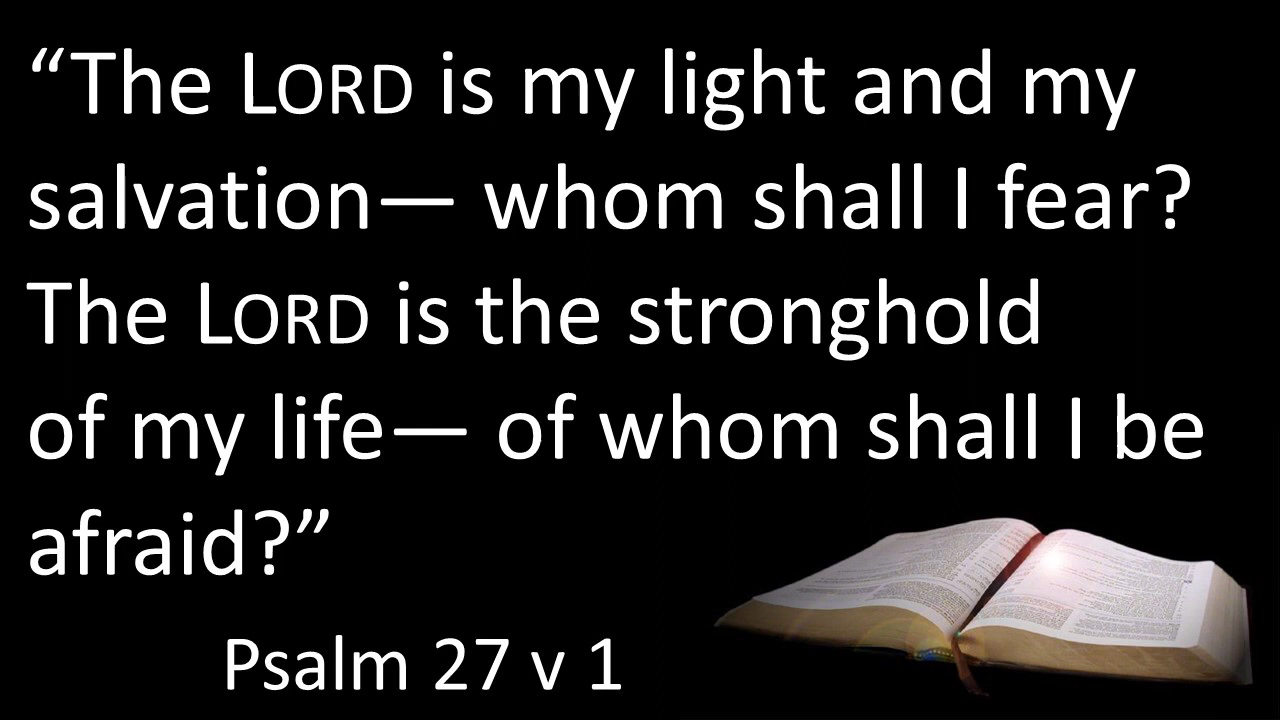 “The LORD is my light and my
salvation— whom shall I fear?
The LORD is the stronghold
of my life— of whom shall I be
afraid?”
Psalm 27 v 1